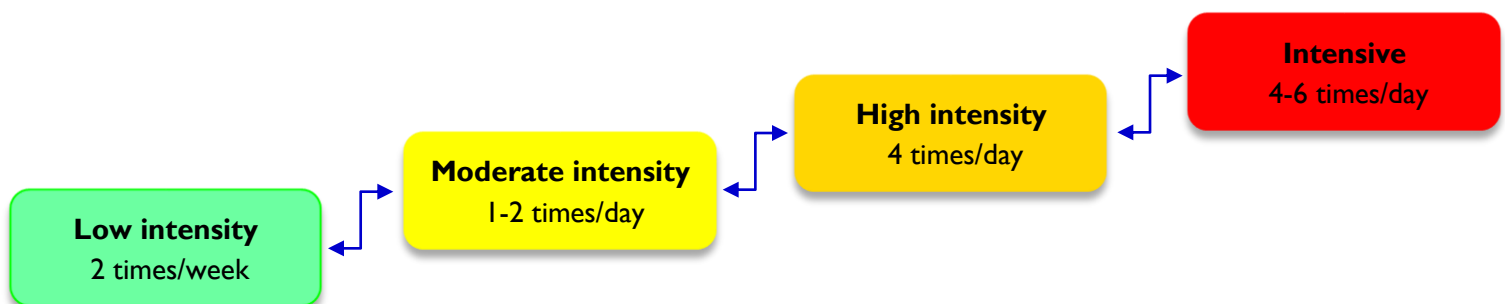 Low intensity
2 times/week
Moderate intensity
1-2 times/day
High intensity
4 times/day
Intensive
4-6 times/day